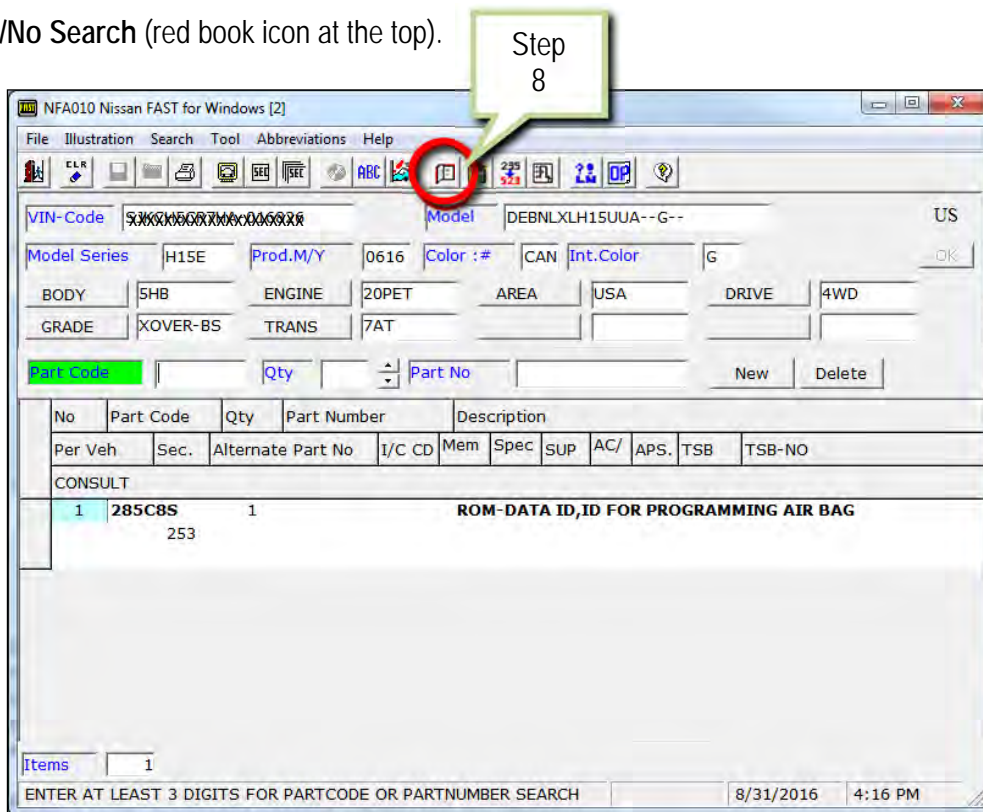 /No Search (red book icon at the top).
Step
8
NFA010 Nissan FAST for Windows [2]
File Illustration Search Tool Abbreviations Help
CLR SEC SEC ABC 295 523 OP
VIN-Code
Model DEBNLXLH15UUA--G-- US
Model Series H15E Prod.M/Y 0616 Color :# CAN Int.Color G OK
BODY 5HB ENGINE 20PET AREA USA DRIVE 4WD
GRADE XOVER-BS TRANS 7AT
Part Code Qty Part No New Delete
No Part Code Qty Part Number Description
Per Veh Sec. Alternate Part No I/C CD Mem Spec SUP AC/ APS. TSB TSB-NO
CONSULT
1 285C8S 1 ROM-DATA ID,ID FOR PROGRAMMING AIR BAG
253
Items 1
ENTER AT LEAST 3 DIGITS FOR PARTCODE OR PARTNUMBER SEARCH 8/31/2016 4:16 PM